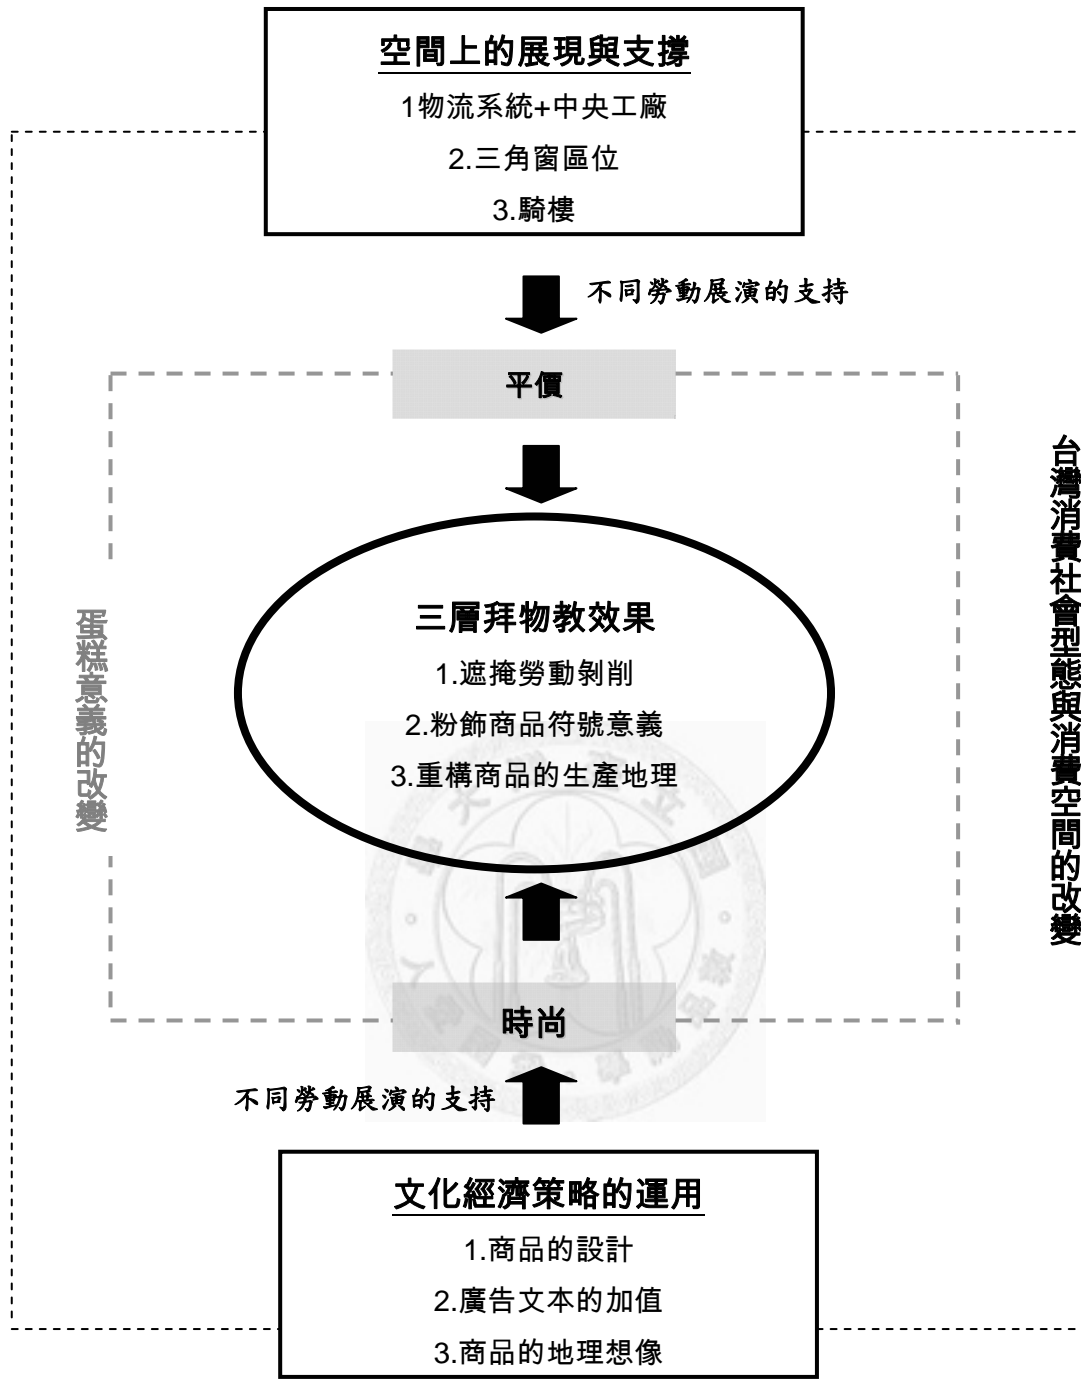 空間上的展現與支撐
1物流系統+中央工廠
2.三角窗區位
3.騎樓
不同勞動展演的支持
平價
三層拜物教效果
1.遮掩勞動剝削
2.粉飾商品符號意義
3.重構商品的生產地理
蛋糕意義的改變
台灣消費社會型態與消費空間的改變
時尚
不同勞動展演的支持
文化經濟策略的運用
1.商品的設計
2.廣告文本的加值
3.商品的地理想像